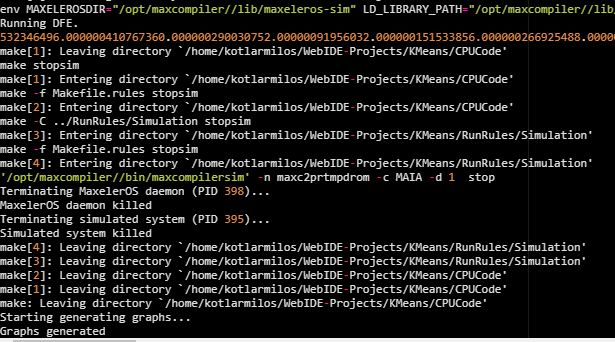 env MAXELEROSDIR="/opt/maxcompiler//lib/maxeleros-sim" LD_LIBRARY_PATH="/opt/maxcompiler//lib
Running DFE.
532346496.000000410767360.000000290030752.00000091956032.000000151533856.000000266925488.0000
make[1]: Leaving directory `/home/kotlarmilos/WebIDE-Projects/KMeans/CPUCode'
make stopsim
make[1]: Entering directory `/home/kotlarmilos/WebIDE-Projects/KMeans/CPUCode'
make -f Makefile.rules stopsim
make[2]: Entering directory `/home/kotlarmilos/WebIDE-Projects/KMeans/CPUCode'
make -C ../RunRules/Simulation stopsim
make[3]: Entering directory `/home/kotlarmilos/WebIDE-Projects/KMeans/RunRules/Simulation'
make -f Makefile.rules stopsim
make[4]: Entering directory `/home/kotlarmilos/WebIDE-Projects/KMeans/RunRules/Simulation'
'/opt/maxcompiler//bin/maxcompilersim' -n maxc2prtmpdrom -c MAIA -d 1  stop
Terminating MaxelerOS daemon (PID 398)...
MaxelerOS daemon killed
Terminating simulated system (PID 395)...
Simulated system killed
make[4]: Leaving directory `/home/kotlarmilos/WebIDE-Projects/KMeans/RunRules/Simulation'
make[3]: Leaving directory `/home/kotlarmilos/WebIDE-Projects/KMeans/RunRules/Simulation'
make[2]: Leaving directory `/home/kotlarmilos/WebIDE-Projects/KMeans/CPUCode'
make[1]: Leaving directory `/home/kotlarmilos/WebIDE-Projects/KMeans/CPUCode'
make: Leaving directory `/home/kotlarmilos/WebIDE-Projects/KMeans/CPUCode'
Starting generating graphs...
Graphs generated